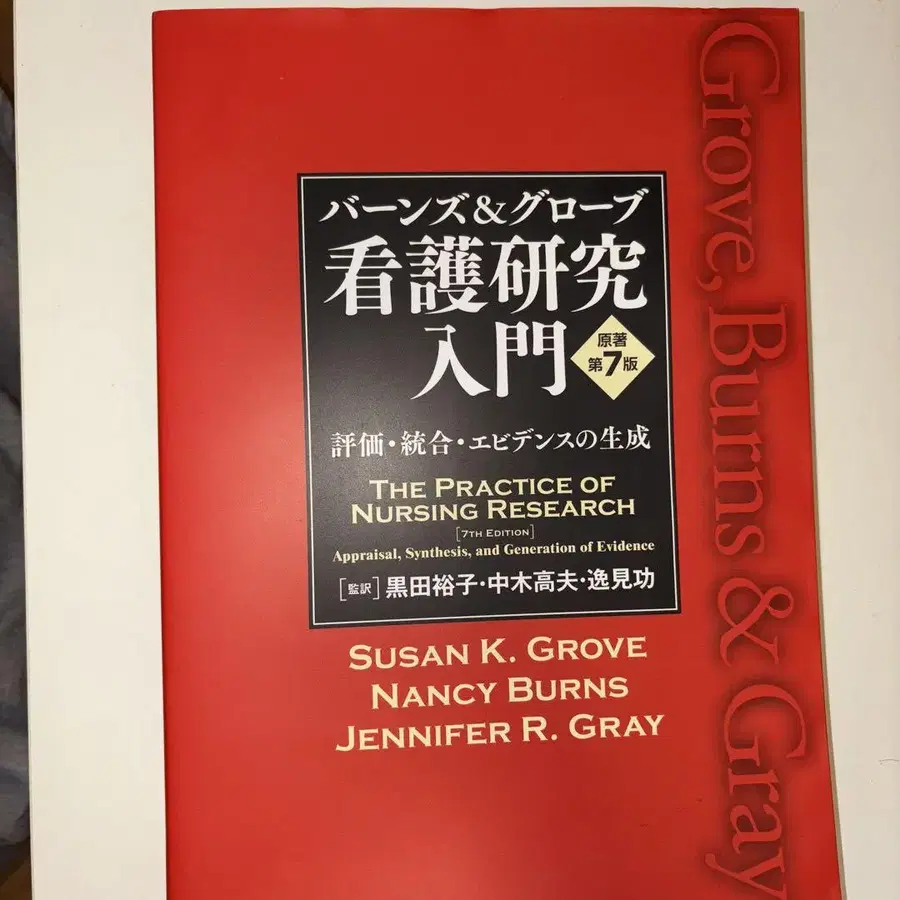 バーンズ&グローブ
看護研究
入門
原著
第7版
評価・統合・エビデンスの生成
THE PRACTICE OF
NURSING RESEARCH
[7TH EDITION]
Appraisal, Synthesis, and Generation of Evidence
[監訳]黒田裕子・中木高夫・逸見功
SUSAN K. GROVE
NANCY BURNS
JENNIFER R. GRAY
Grove, Burns & Gray